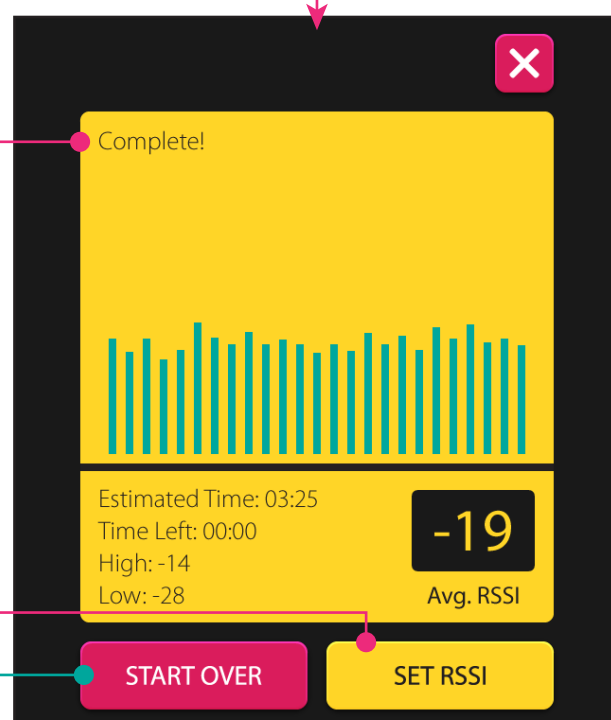 Complete!
Estimated Time: 03:25
Time Left: 00:00
High: -14
Low: -28
-19
Avg. RSSI
START OVER
SET RSSI